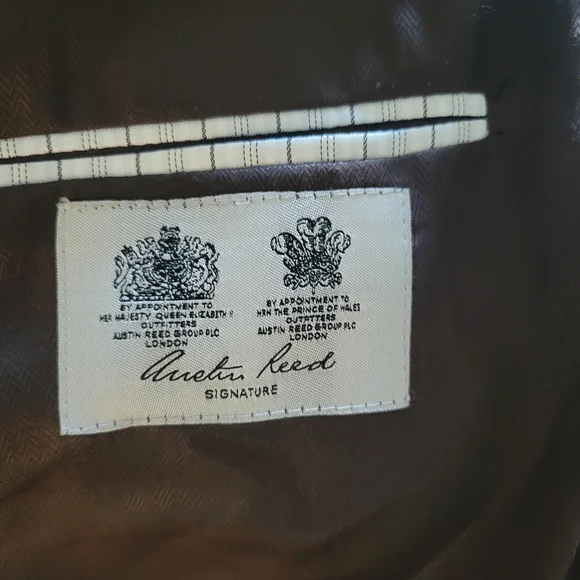 BY APPOINTMENT TO
HER MAJESTY QUEEN ELIZABETH II
OUTFITTERS
AUSTIN REED GROUP PLC
LONDON
BY APPOINTMENT TO
HRH THE PRINCE OF WALES
OUTFITTERS
AUSTIN REED GROUP PLC
LONDON
Austin Reed
SIGNATURE